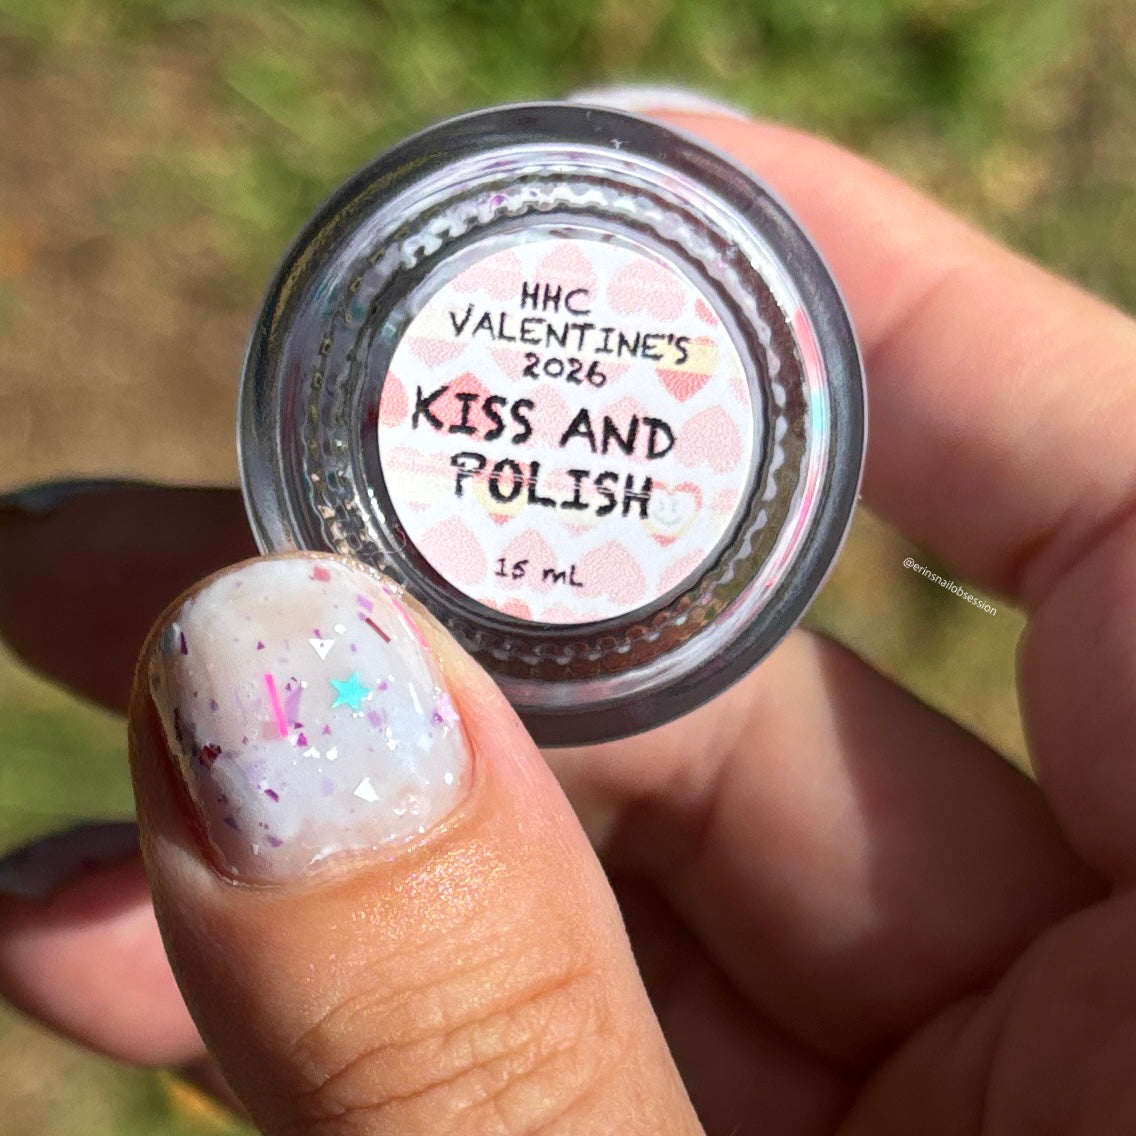 HHC
VALENTINE'S
2026
KISS AND
POLISH
15 mL
@erinsnailobsession